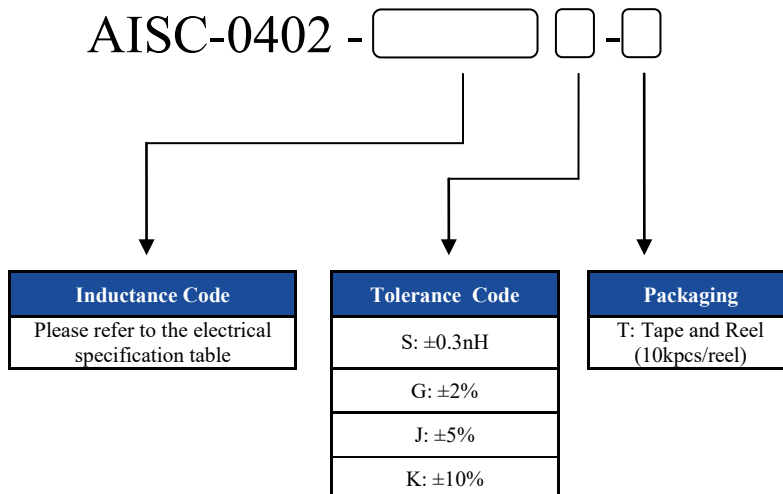 AISC-0402 - -
Inductance Code
Please refer to the electrical
specification table
Tolerance Code
S: ±0.3nH
G: ±2%
J: ±5%
K: ±10%
Packaging
T: Tape and Reel
(10kpcs/reel)